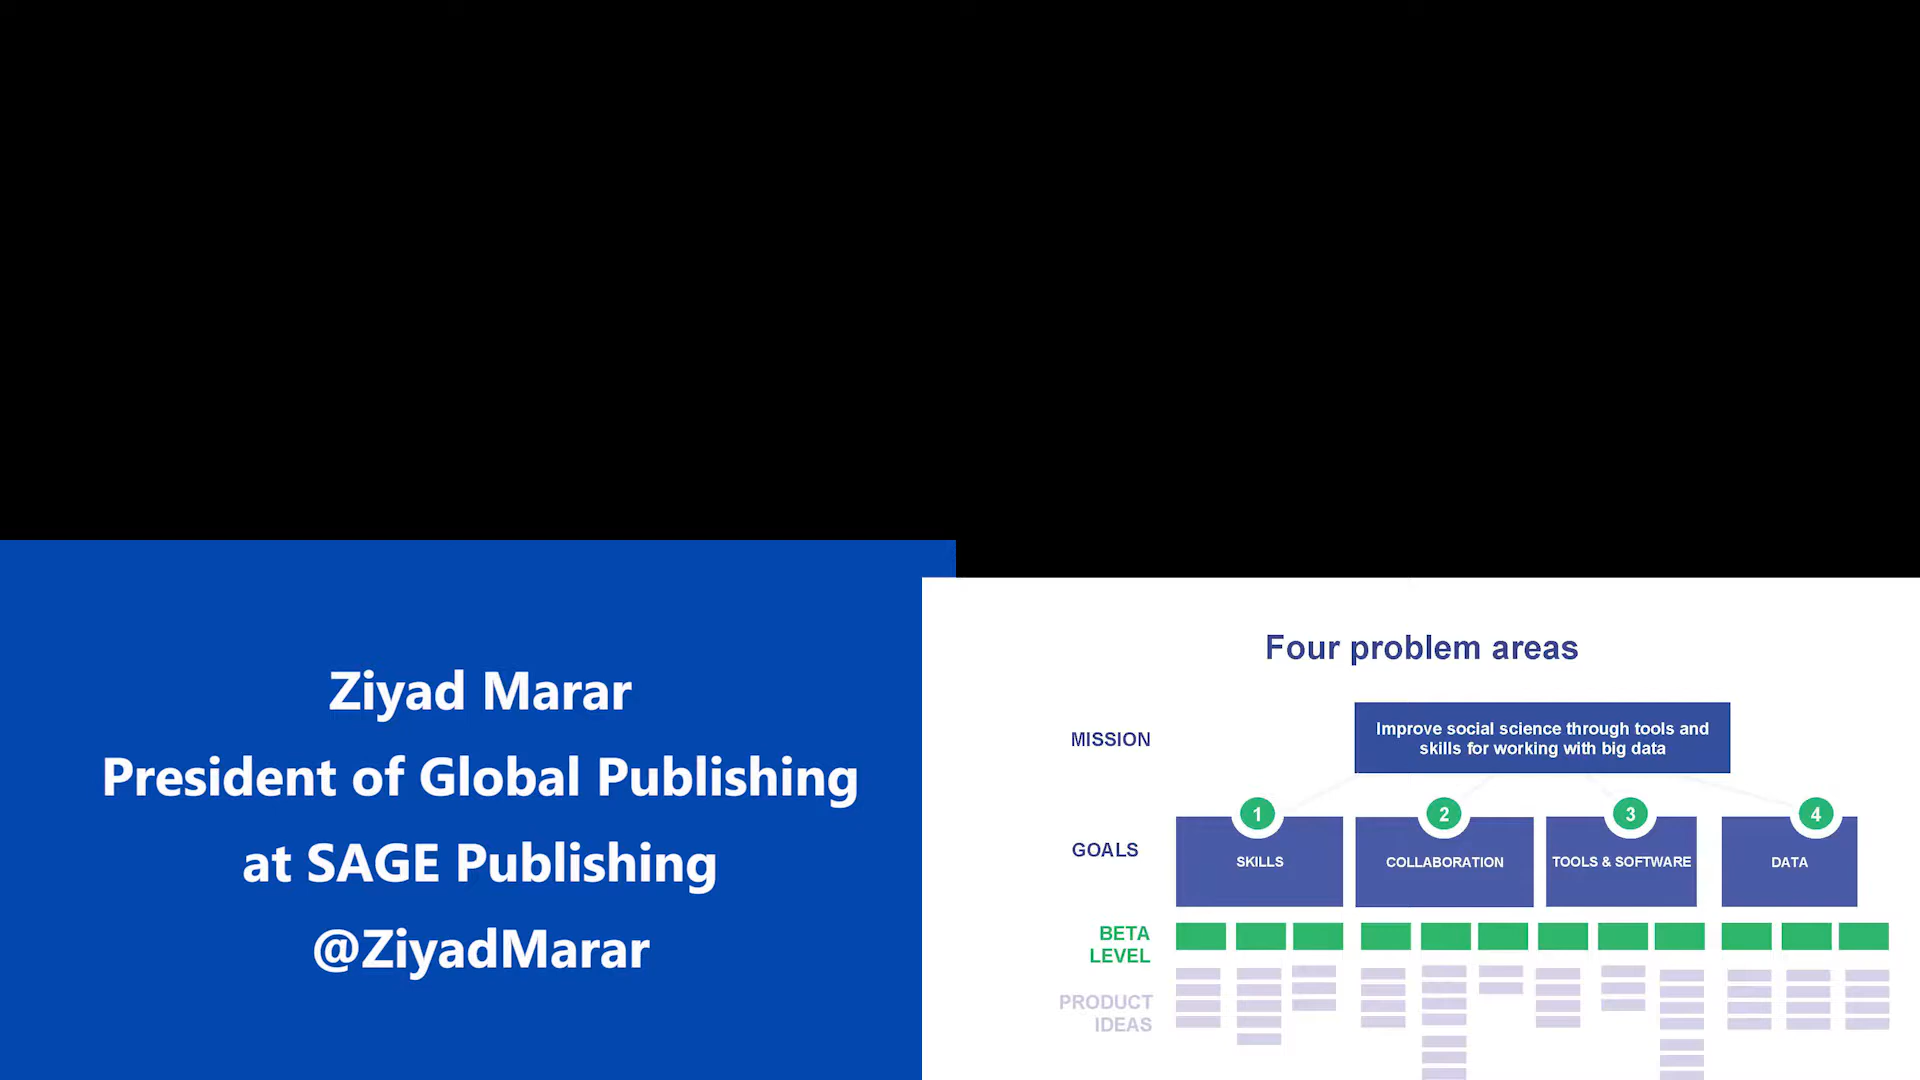 Ziyad Marar
President of Global Publishing
at SAGE Publishing
@ZiyadMarar
Four problem areas
MISSION
Improve social science through tools and
skills for working with big data
GOALS
1
SKILLS
2
COLLABORATION
3
TOOLS & SOFTWARE
4
DATA
BETA
LEVEL
PRODUCT
IDEAS